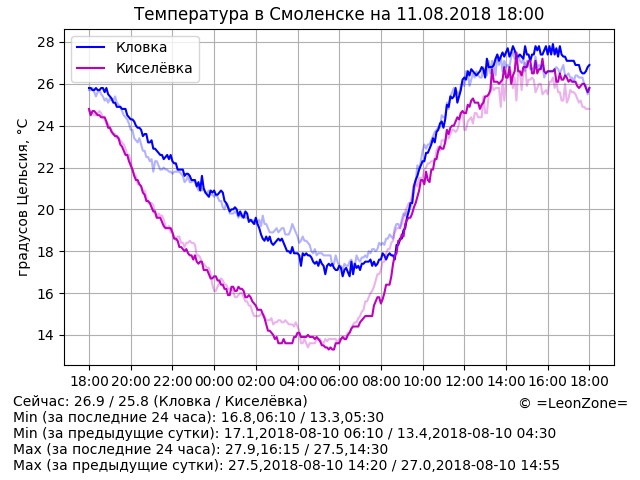 Температура в Смоленске на 11.08.2018 18:00
Кловка
Киселёвка
градусов Цельсия, °C
28
26
24
22
20
18
16
14
18:00 20:00 22:00 00:00 02:00 04:00 06:00 08:00 10:00 12:00 14:00 16:00 18:00
Сейчас: 26.9 / 25.8 (Кловка / Киселёвка)
© =LeonZone=
Min (за последние 24 часа): 16.8,06:10 / 13.3,05:30
Min (за предыдущие сутки): 17.1,2018-08-10 06:10 / 13.4,2018-08-10 04:30
Max (за последние 24 часа): 27.9,16:15 / 27.5,14:30
Max (за предыдущие сутки): 27.5,2018-08-10 14:20 / 27.0,2018-08-10 14:55